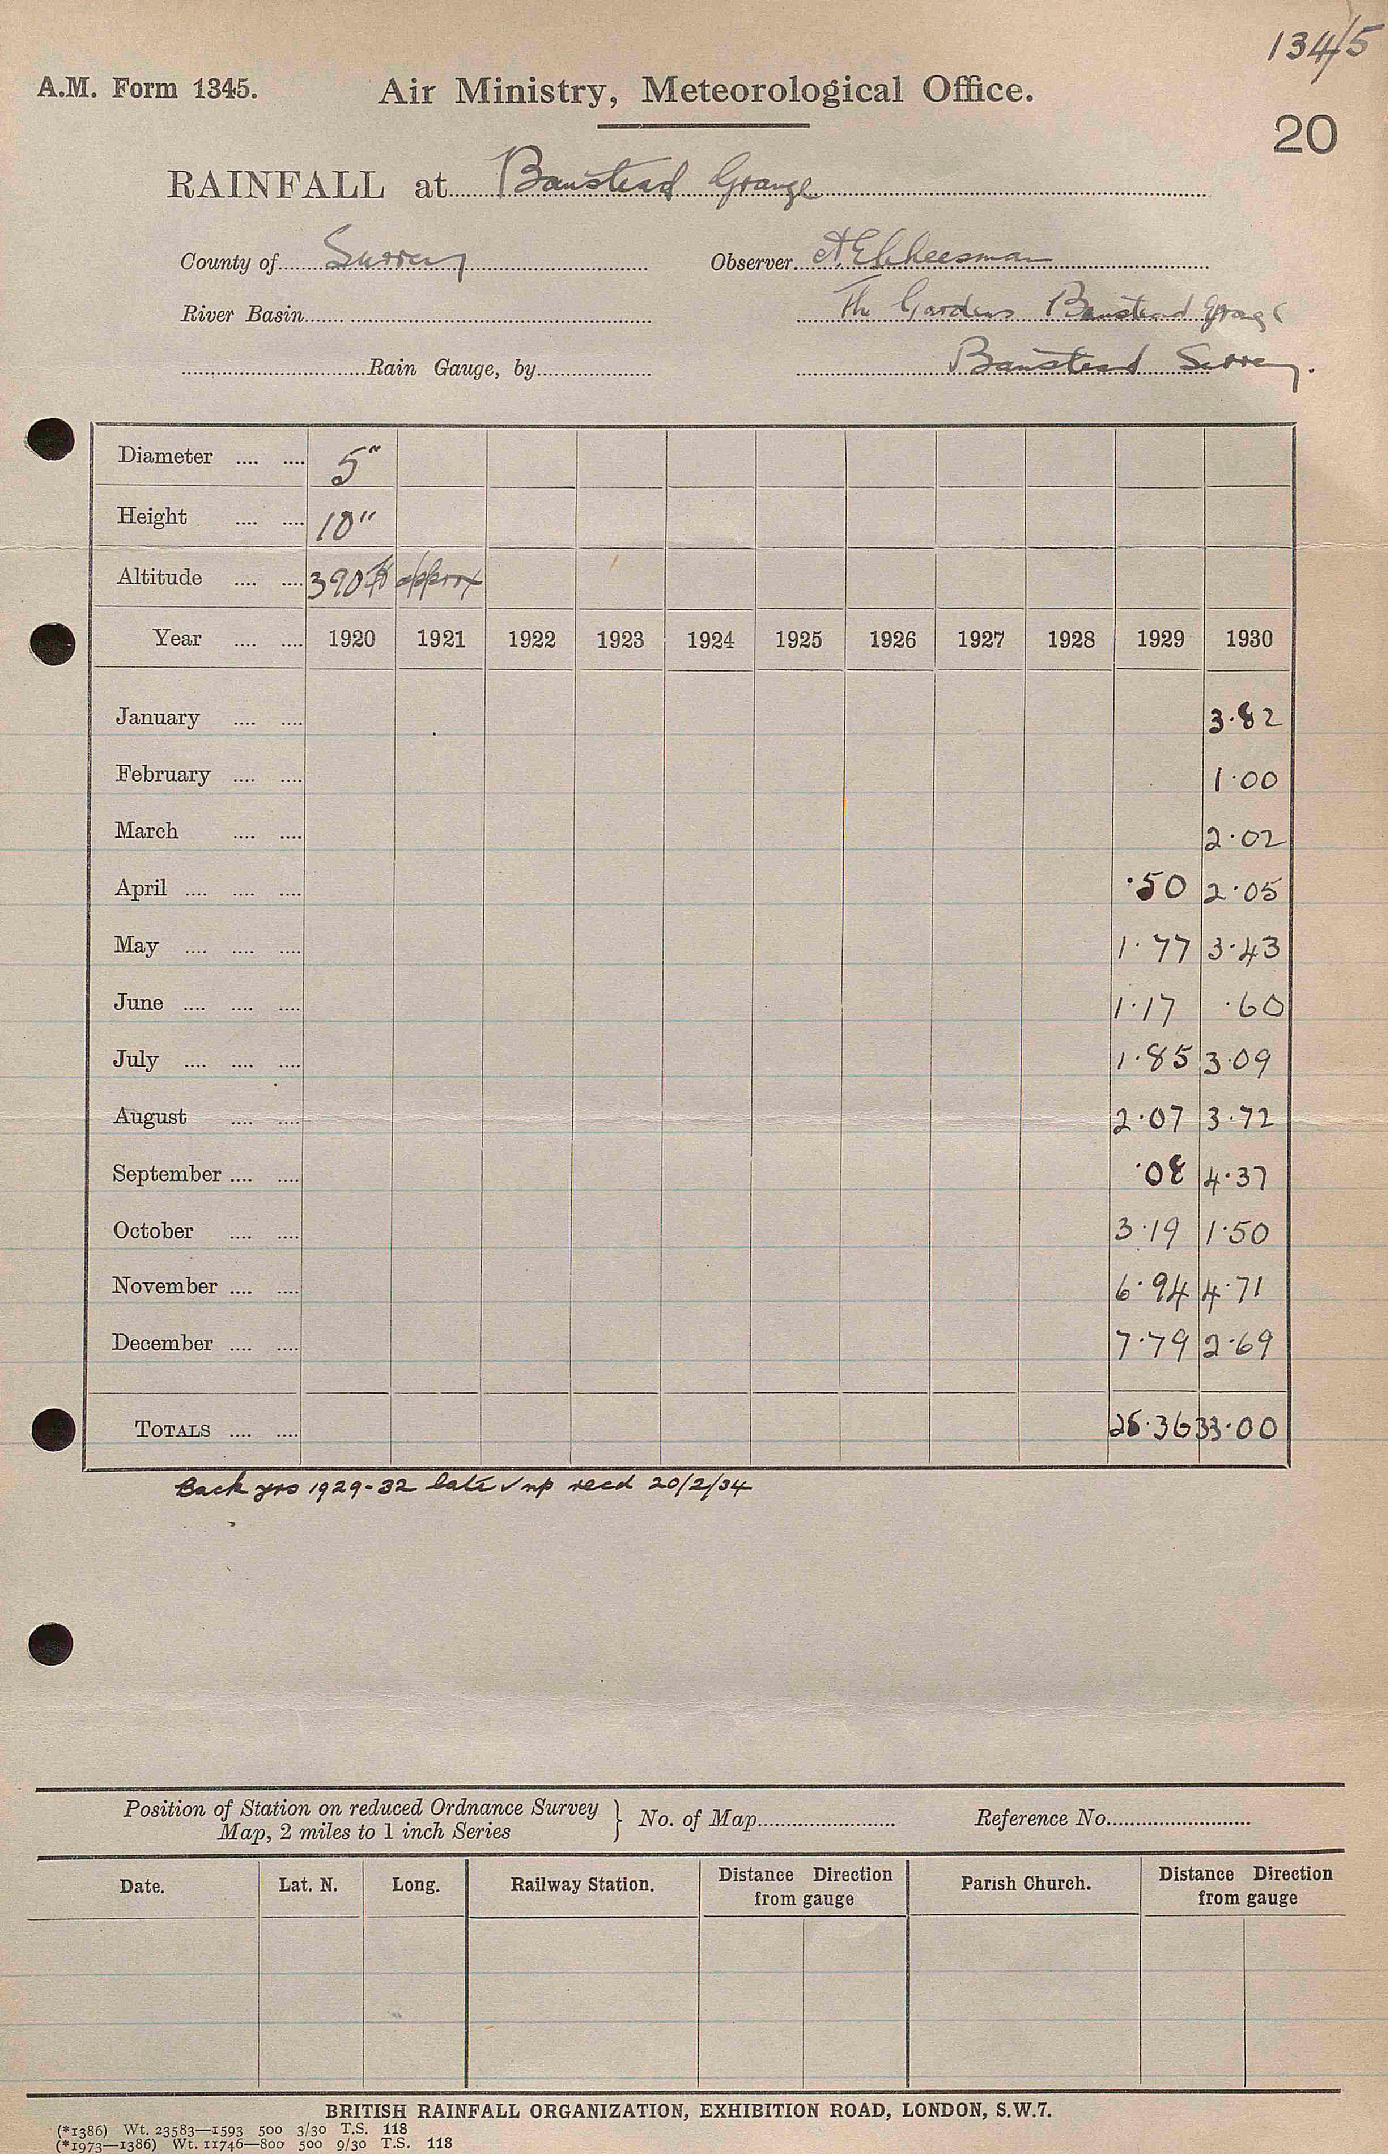 134/5
A.M. Form 1345. Air Ministry, Meteorological Office.
20
RAINFALL at Banstead Grange
County of Surrey Observer A E Cheesman
River Basin The Gardens Banstead Grange
Rain Gauge, by Banstead Surrey.
Diameter 5"
Height 10"
Altitude 390 ft approx
Year 1920 1921 1922 1923 1924 1925 1926 1927 1928 1929 1930
January 3.82
February 1.00
March 2.02
April .50 2.05
May 1.77 3.43
June 1.17 .60
July 1.85 3.09
August 2.07 3.72
September .08 4.37
October 3.19 1.50
November 6.94 4.71
December 7.79 2.69
TOTALS 25.36 33.00
Back yrs 1929-32 late recd 20/2/34
Position of Station on reduced Ordnance Survey
Map, 2 miles to 1 inch Series } No. of Map Reference No.
Date. Lat. N. Long. Railway Station. Distance Direction from gauge Parish Church. Distance Direction from gauge
BRITISH RAINFALL ORGANIZATION, EXHIBITION ROAD, LONDON, S.W.7.
(*1386) Wt. 23583—1593 500 3/30 T.S. 118
(*1973—1386) Wt. 11746—800 500 9/30 T.S. 118